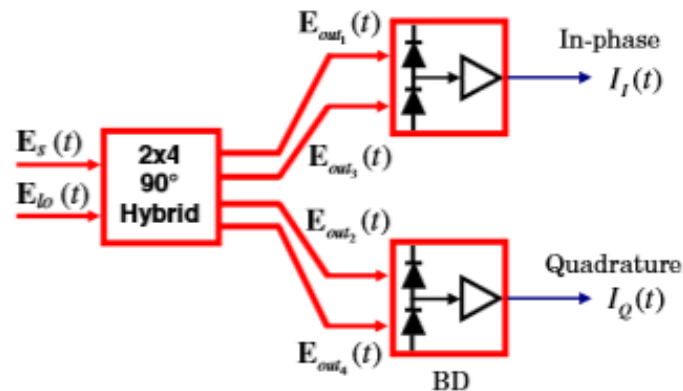 E_out₁(t)
In-phase
I_I(t)
E_s(t)
2x4
90°
Hybrid
E_out₃(t)
E_lo(t)
E_out₂(t)
Quadrature
I_Q(t)
E_out₄(t)
BD